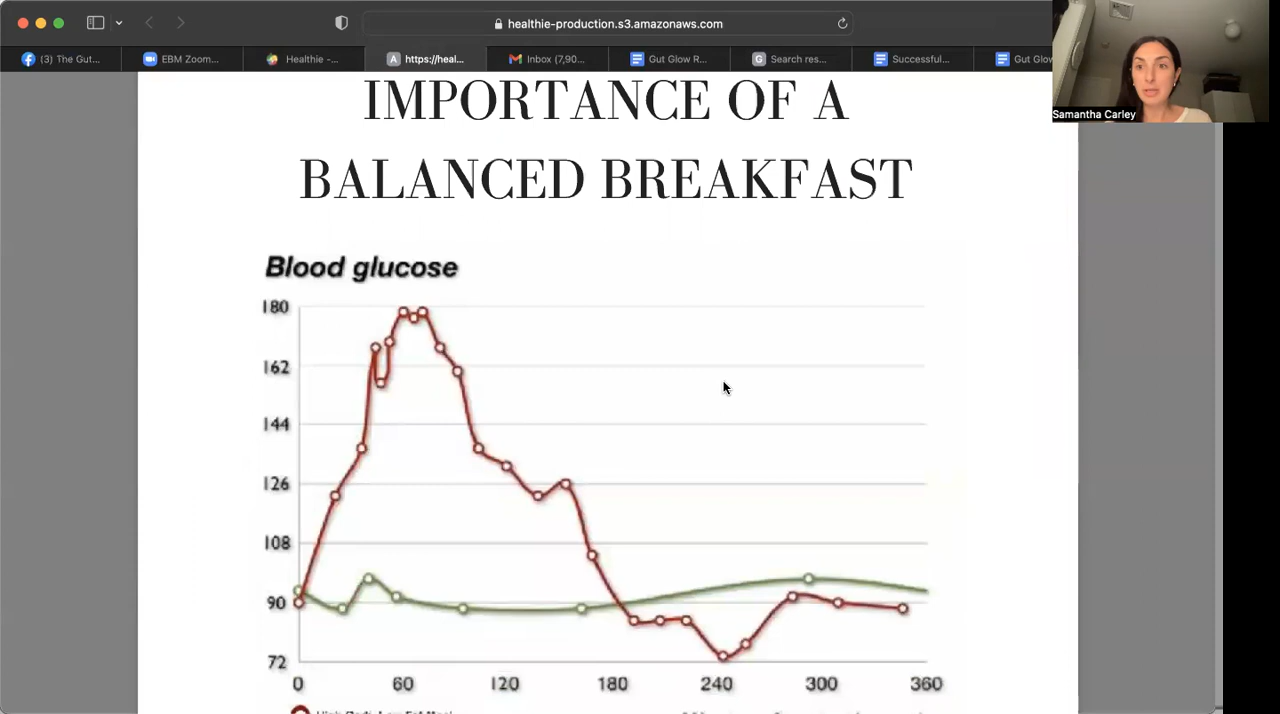 healthie-production.s3.amazonaws.com
(3) The Gut...
EBM Zoom...
Healthie -...
A
https://heal...
Inbox (7,90...
Gut Glow R...
G
Search res...
Successful...
Gut Glow
Samantha Carley
IMPORTANCE OF A
BALANCED BREAKFAST
Blood glucose
180
162
144
126
108
90
72
0 60 120 180 240 300 360